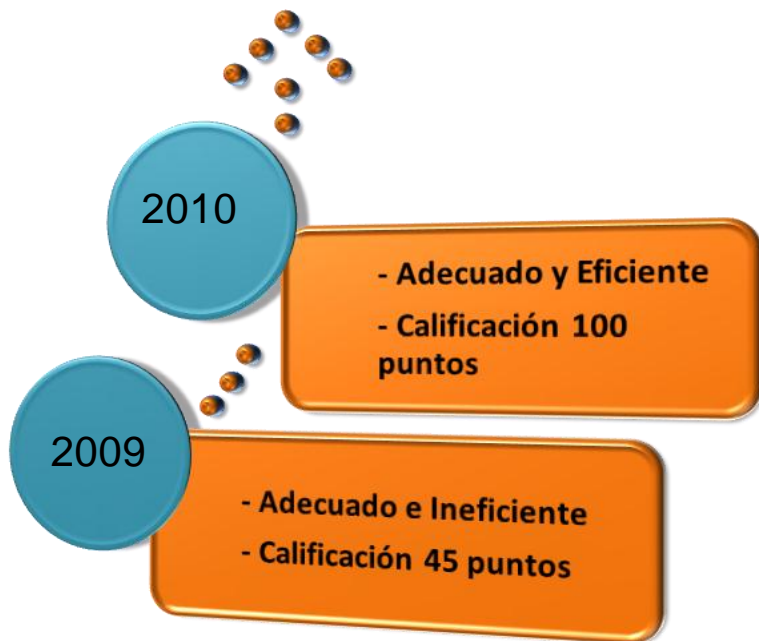 2010
- Adecuado y Eficiente
- Calificación 100
puntos
2009
- Adecuado e Ineficiente
- Calificación 45 puntos